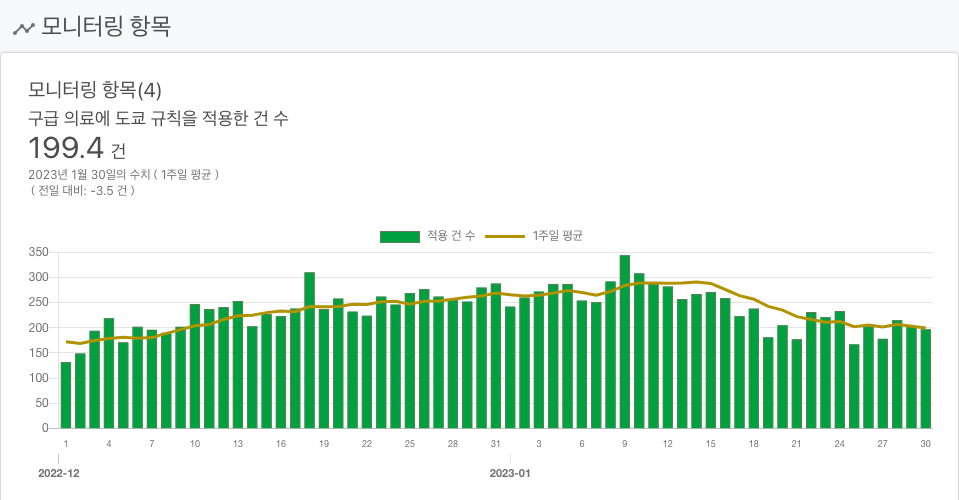 모니터링 항목
모니터링 항목(4)
구급 의료에 도쿄 규칙을 적용한 건 수
199.4 건
2023년 1월 30일의 수치 ( 1주일 평균 )
( 전일 대비: -3.5 건 )
적용 건 수 1주일 평균
350
300
250
200
150
100
50
0
1 4 7 10 13 16 19 22 25 28 31 3 6 9 12 15 18 21 24 27 30
2022-12 2023-01